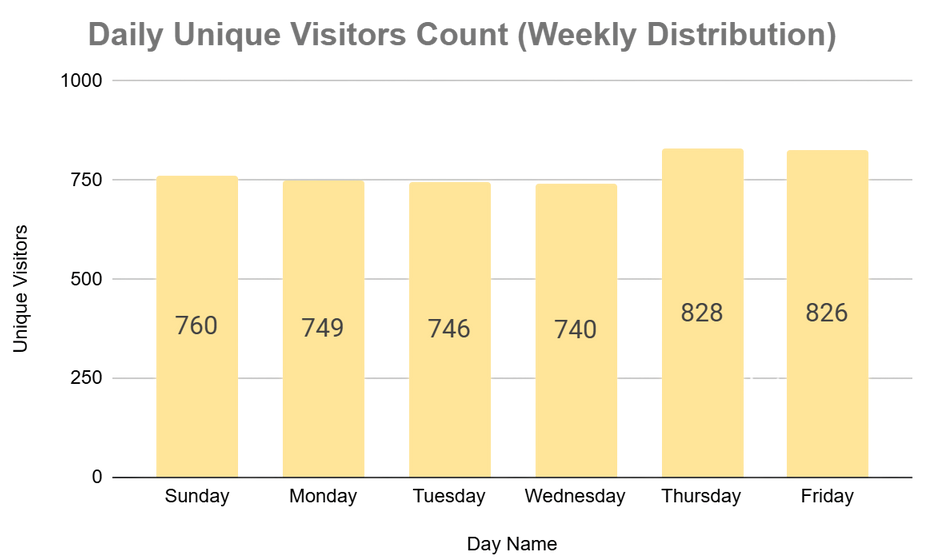 Daily Unique Visitors Count (Weekly Distribution)
1000
750
500
250
0
Unique Visitors
760
749
746
740
828
826
Sunday
Monday
Tuesday
Wednesday
Thursday
Friday
Day Name